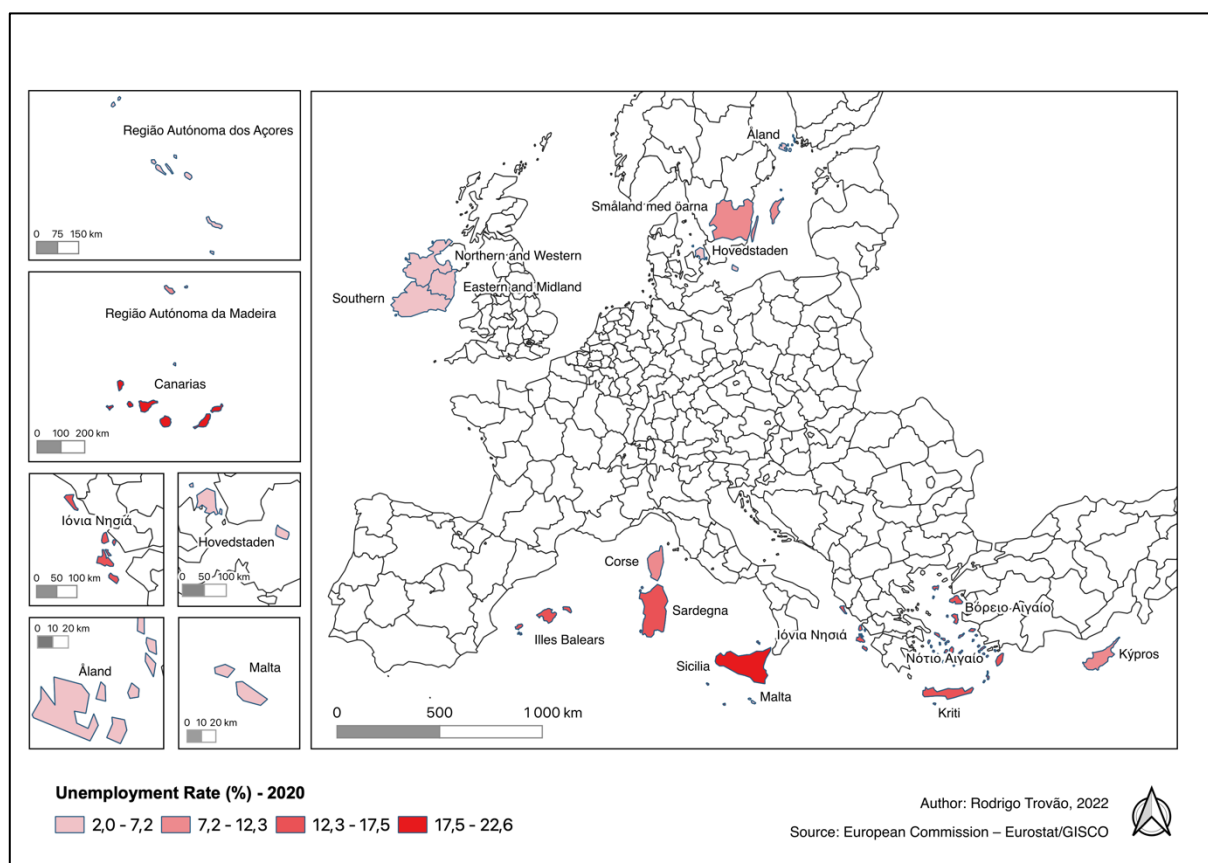 Região Autónoma dos Açores
0 75 150 km
Região Autónoma da Madeira
Canarias
0 100 200 km
Ιόνια Νησιά
0 50 100 km
Hovedstaden
0 50 100 km
0 10 20 km
Åland
Malta
0 10 20 km
Åland
Småland med öarna
Hovedstaden
Northern and Western
Eastern and Midland
Southern
Corse
Sardegna
Illes Balears
Ιόνια Νησιά
Βόρειο Αιγαίο
Νότιο Αιγαίο
Kýpros
Sicilia
Malta
Kriti
0 500 1 000 km
Unemployment Rate (%) - 2020
2,0 - 7,2 7,2 - 12,3 12,3 - 17,5 17,5 - 22,6
Author: Rodrigo Trovão, 2022
Source: European Commission – Eurostat/GISCO